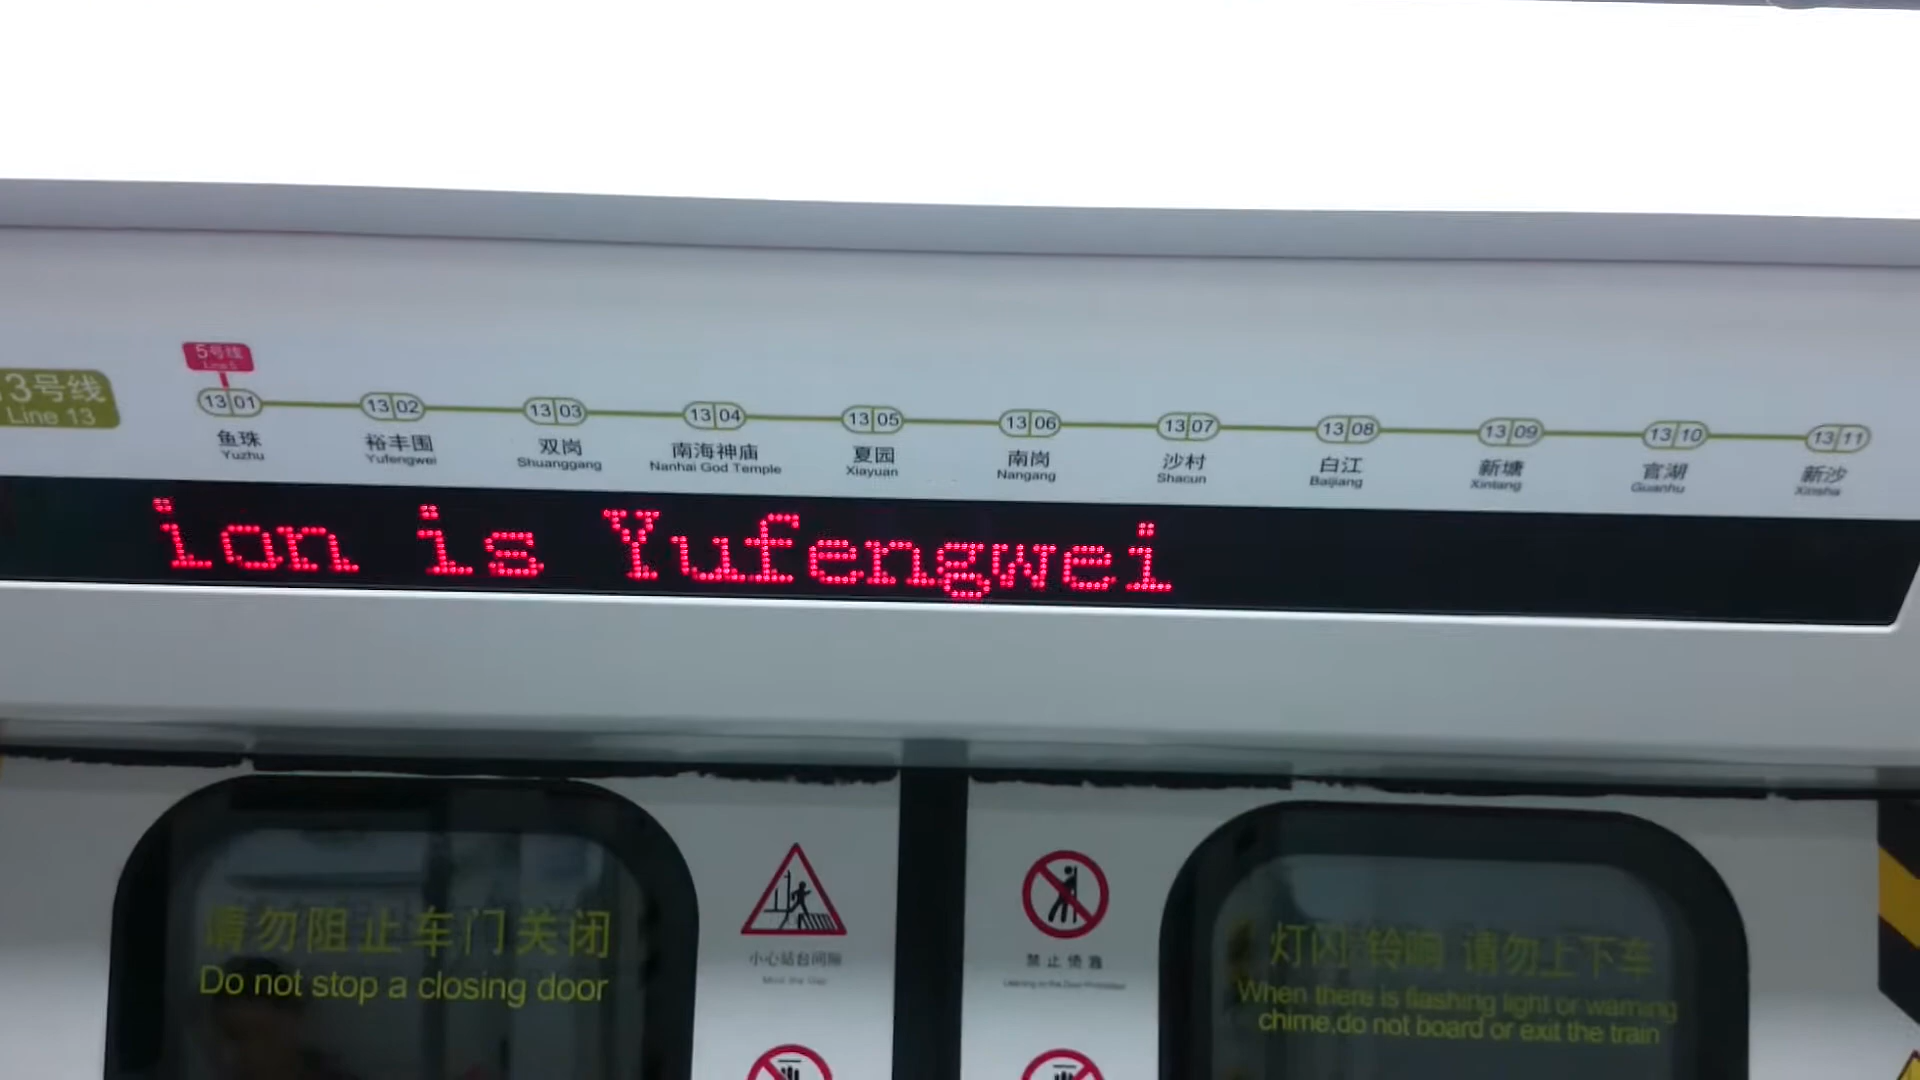 5号线
Line 5
3号线
Line 13
13 01
13 02
13 03
13 04
13 05
13 06
13 07
13 08
13 09
13 10
13 11
鱼珠
Yuzhu
裕丰围
Yufengwei
双岗
Shuanggang
南海神庙
Nanhai God Temple
夏园
Xiayuan
南岗
Nangang
沙村
Shacun
白江
Baijiang
新塘
Xintang
官湖
Guanhu
新沙
Xinsha
ion is Yufengwei
请勿阻止车门关闭
Do not stop a closing door
小心站台间隙
Mind the Gap
禁止倚靠
灯闪 铃响 请勿上下车
When there is flashing light or warning
chime,do not board or exit the train